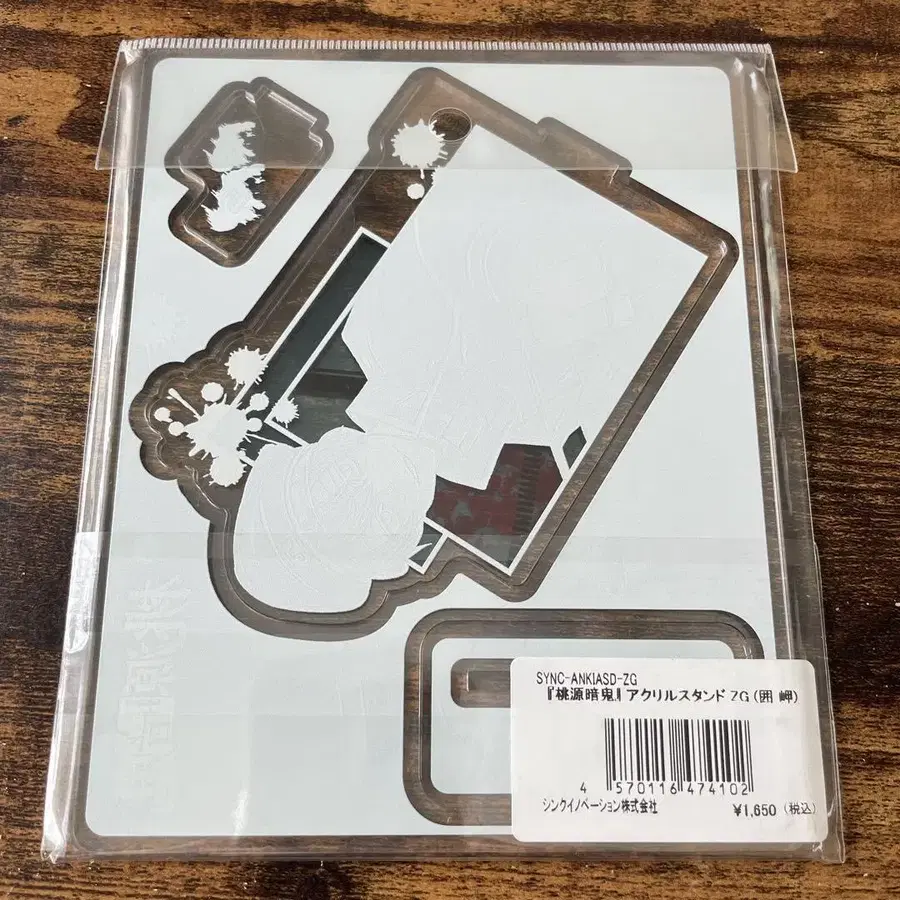 SYNC-ANKIASD-ZG
『桃源暗鬼』 アクリルスタンド ZG (囲 岬)
4 570116 474102
シンクイノベーション株式会社
¥1,650 (税込)